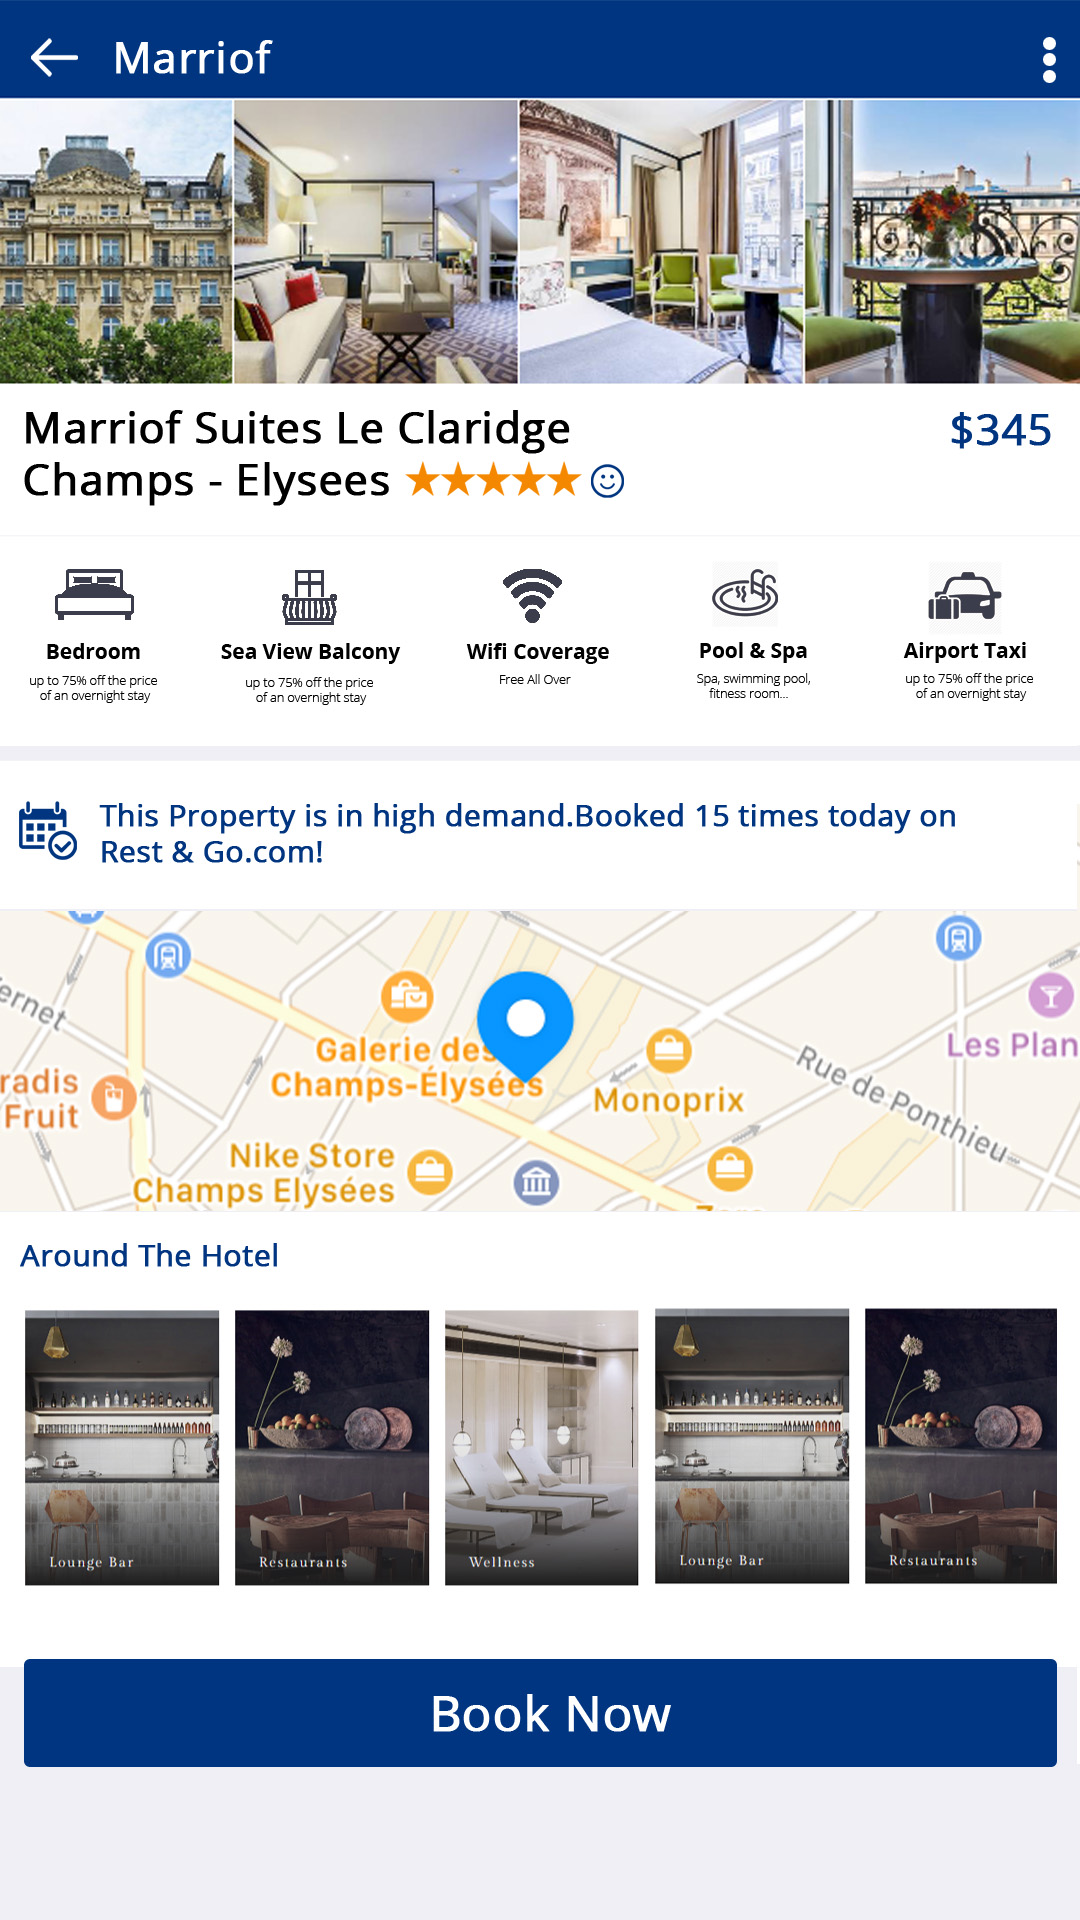 Marriof
Marriof Suites Le Claridge
$345
Champs - Elysees
Bedroom
up to 75% off the price
of an overnight stay
Sea View Balcony
up to 75% off the price
of an overnight stay
Wifi Coverage
Free All Over
Pool & Spa
Spa, swimming pool,
fitness room...
Airport Taxi
up to 75% off the price
of an overnight stay
This Property is in high demand.Booked 15 times today on
Rest & Go.com!
ernet
Galerie des
Champs-Élysées
Les Plan
Rue de Ponthieu
radis
Fruit
Monoprix
Nike Store
Champs Elysées
Around The Hotel
Lounge Bar
Restaurants
Wellness
Lounge Bar
Restaurants
Book Now